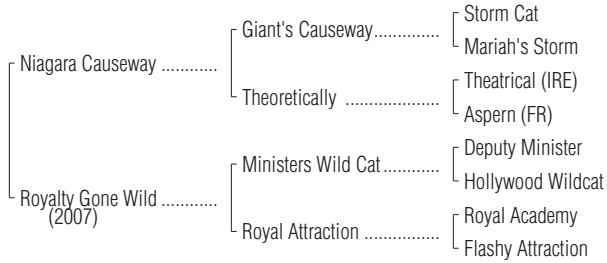 Storm Cat
Giant's Causeway..............
Mariah's Storm
Niagara Causeway ............
Theatrical (IRE)
Theoretically ....................
Aspern (FR)
Deputy Minister
Ministers Wild Cat............
Hollywood Wildcat
Royalty Gone Wild ............
(2007)
Royal Academy
Royal Attraction ................
Flashy Attraction